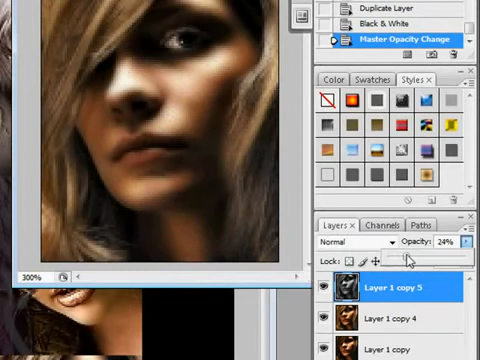 Duplicate Layer
Black & White
Master Opacity Change
Color Swatches Styles
Layers Channels Paths
Normal Opacity: 24%
Lock:
Layer 1 copy 5
300%
Layer 1 copy 4
Layer 1 copy